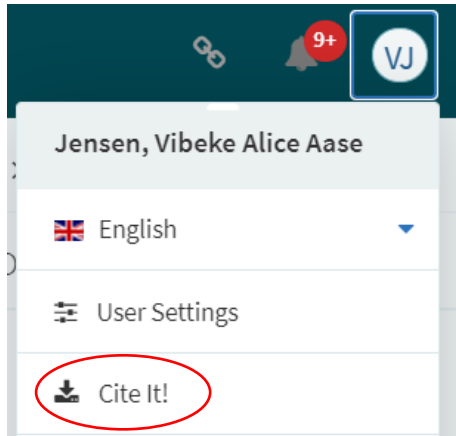 9+
VJ
Jensen, Vibeke Alice Aase
English
User Settings
Cite It!